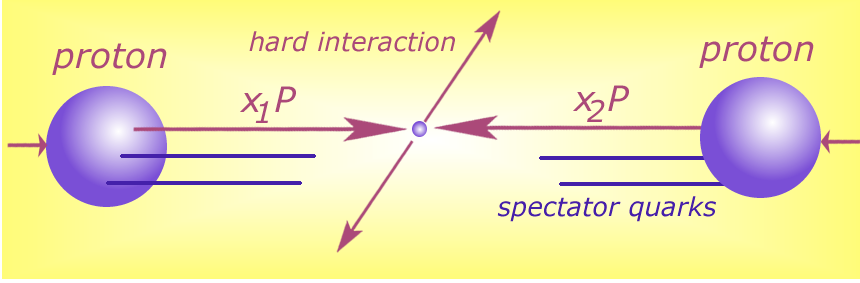 hard interaction
proton
proton
x₁P
x₂P
spectator quarks